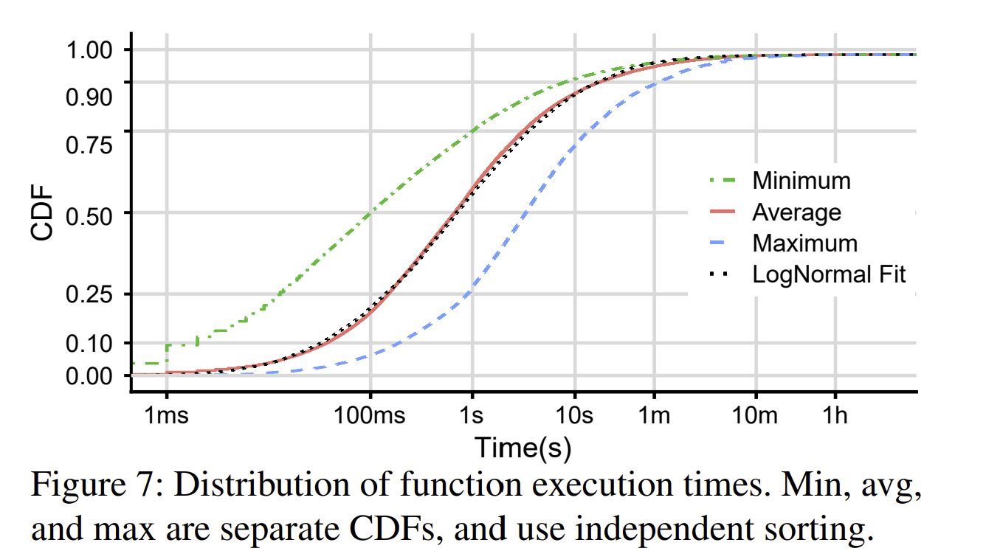 1.00
0.90
0.75
0.50
0.25
0.10
0.00
CDF
Minimum
Average
Maximum
LogNormal Fit
1ms 100ms 1s 10s 1m 10m 1h
Time(s)
Figure 7: Distribution of function execution times. Min, avg,
and max are separate CDFs, and use independent sorting.